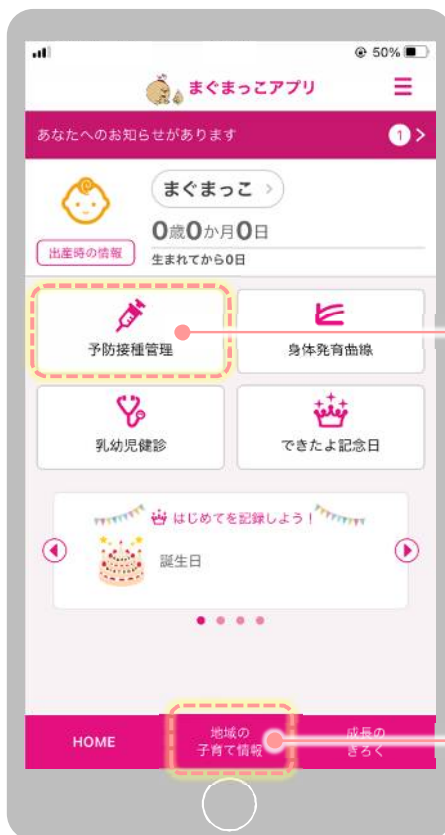 50%
まぐまっこアプリ
あなたへのお知らせがあります
1
まぐまっこ
0歳0か月0日
出産時の情報
生まれてから0日
予防接種管理
身体発育曲線
乳幼児健診
できたよ記念日
はじめてを記録しよう！
誕生日
HOME
地域の
子育て情報
成長の
きろく